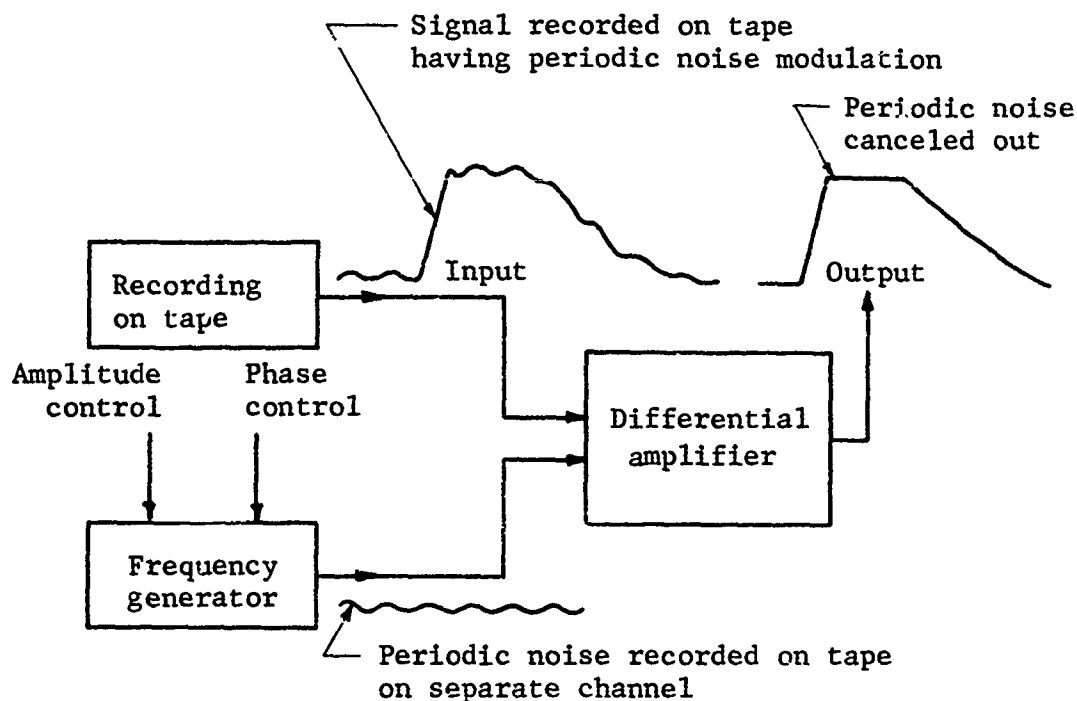 Signal recorded on tape
having periodic noise modulation
Periodic noise
canceled out
Input
Output
Recording
on tape
Amplitude
control
Phase
control
Differential
amplifier
Frequency
generator
Periodic noise recorded on tape
on separate channel